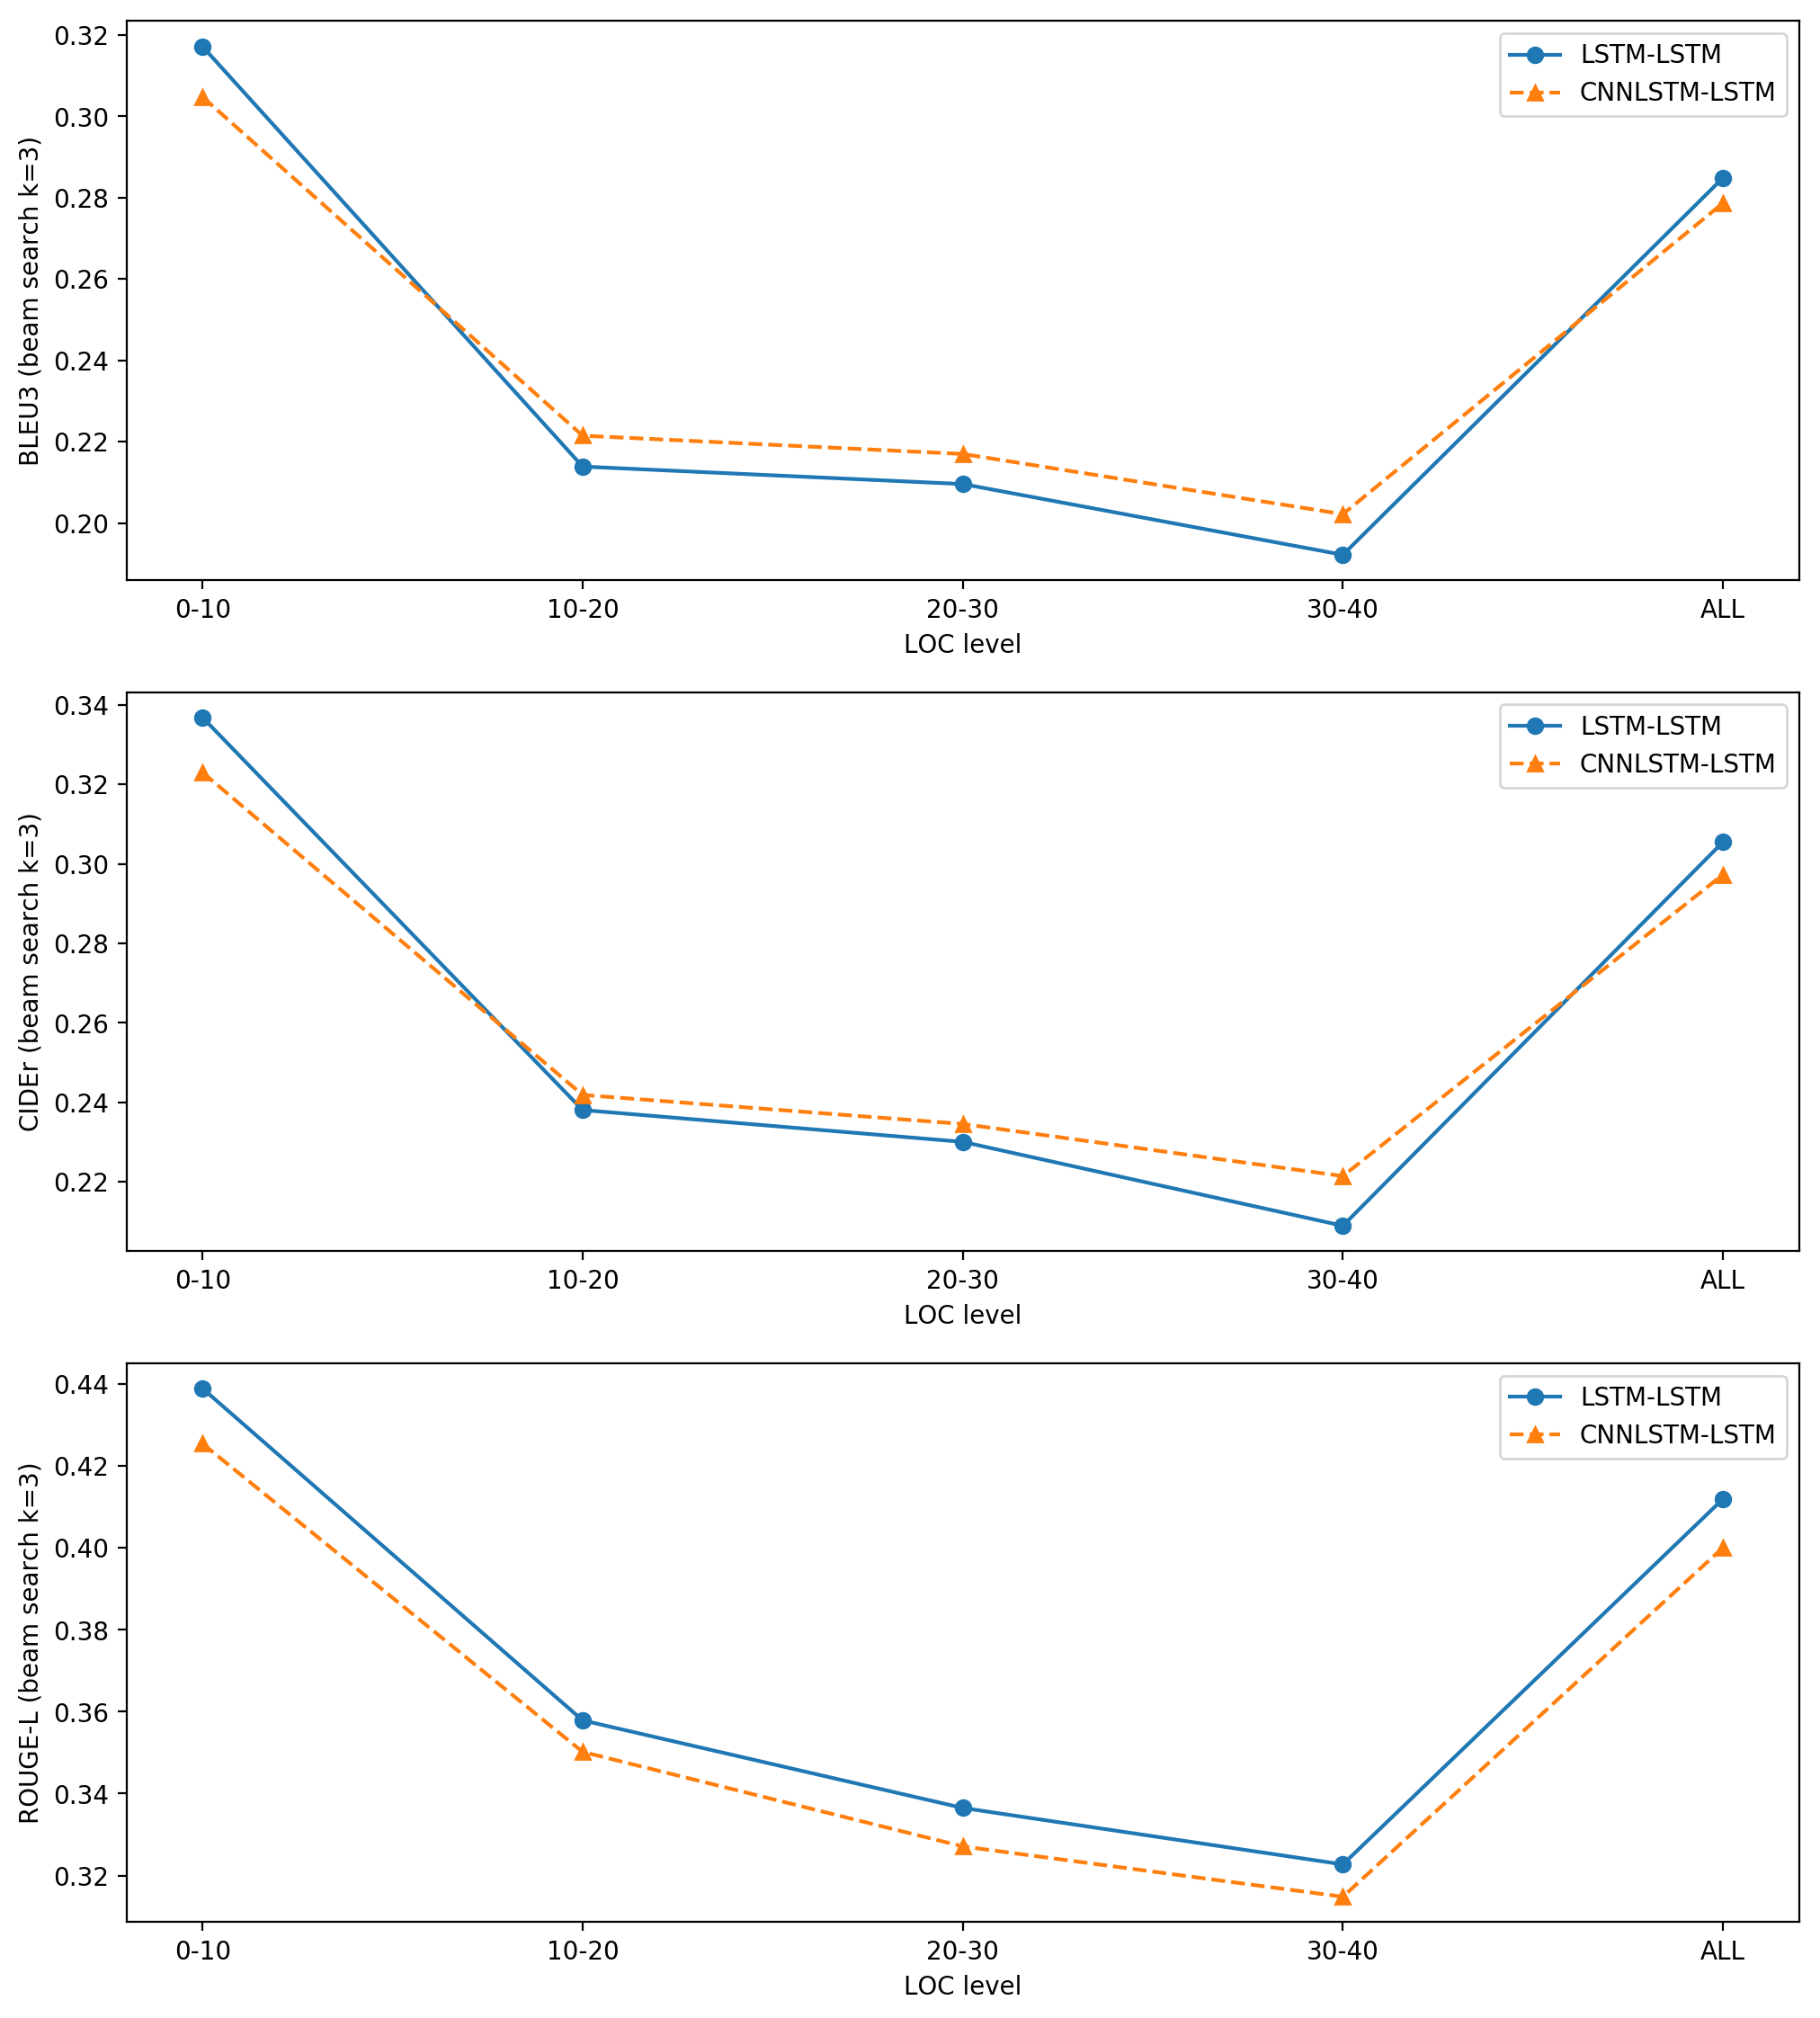 BLEU3 (beam search k=3)
0.32
0.30
0.28
0.26
0.24
0.22
0.20
LSTM-LSTM
CNNLSTM-LSTM
0-10 10-20 20-30 30-40 ALL
LOC level
CIDEr (beam search k=3)
0.34
0.32
0.30
0.28
0.26
0.24
0.22
LSTM-LSTM
CNNLSTM-LSTM
0-10 10-20 20-30 30-40 ALL
LOC level
ROUGE-L (beam search k=3)
0.44
0.42
0.40
0.38
0.36
0.34
0.32
LSTM-LSTM
CNNLSTM-LSTM
0-10 10-20 20-30 30-40 ALL
LOC level